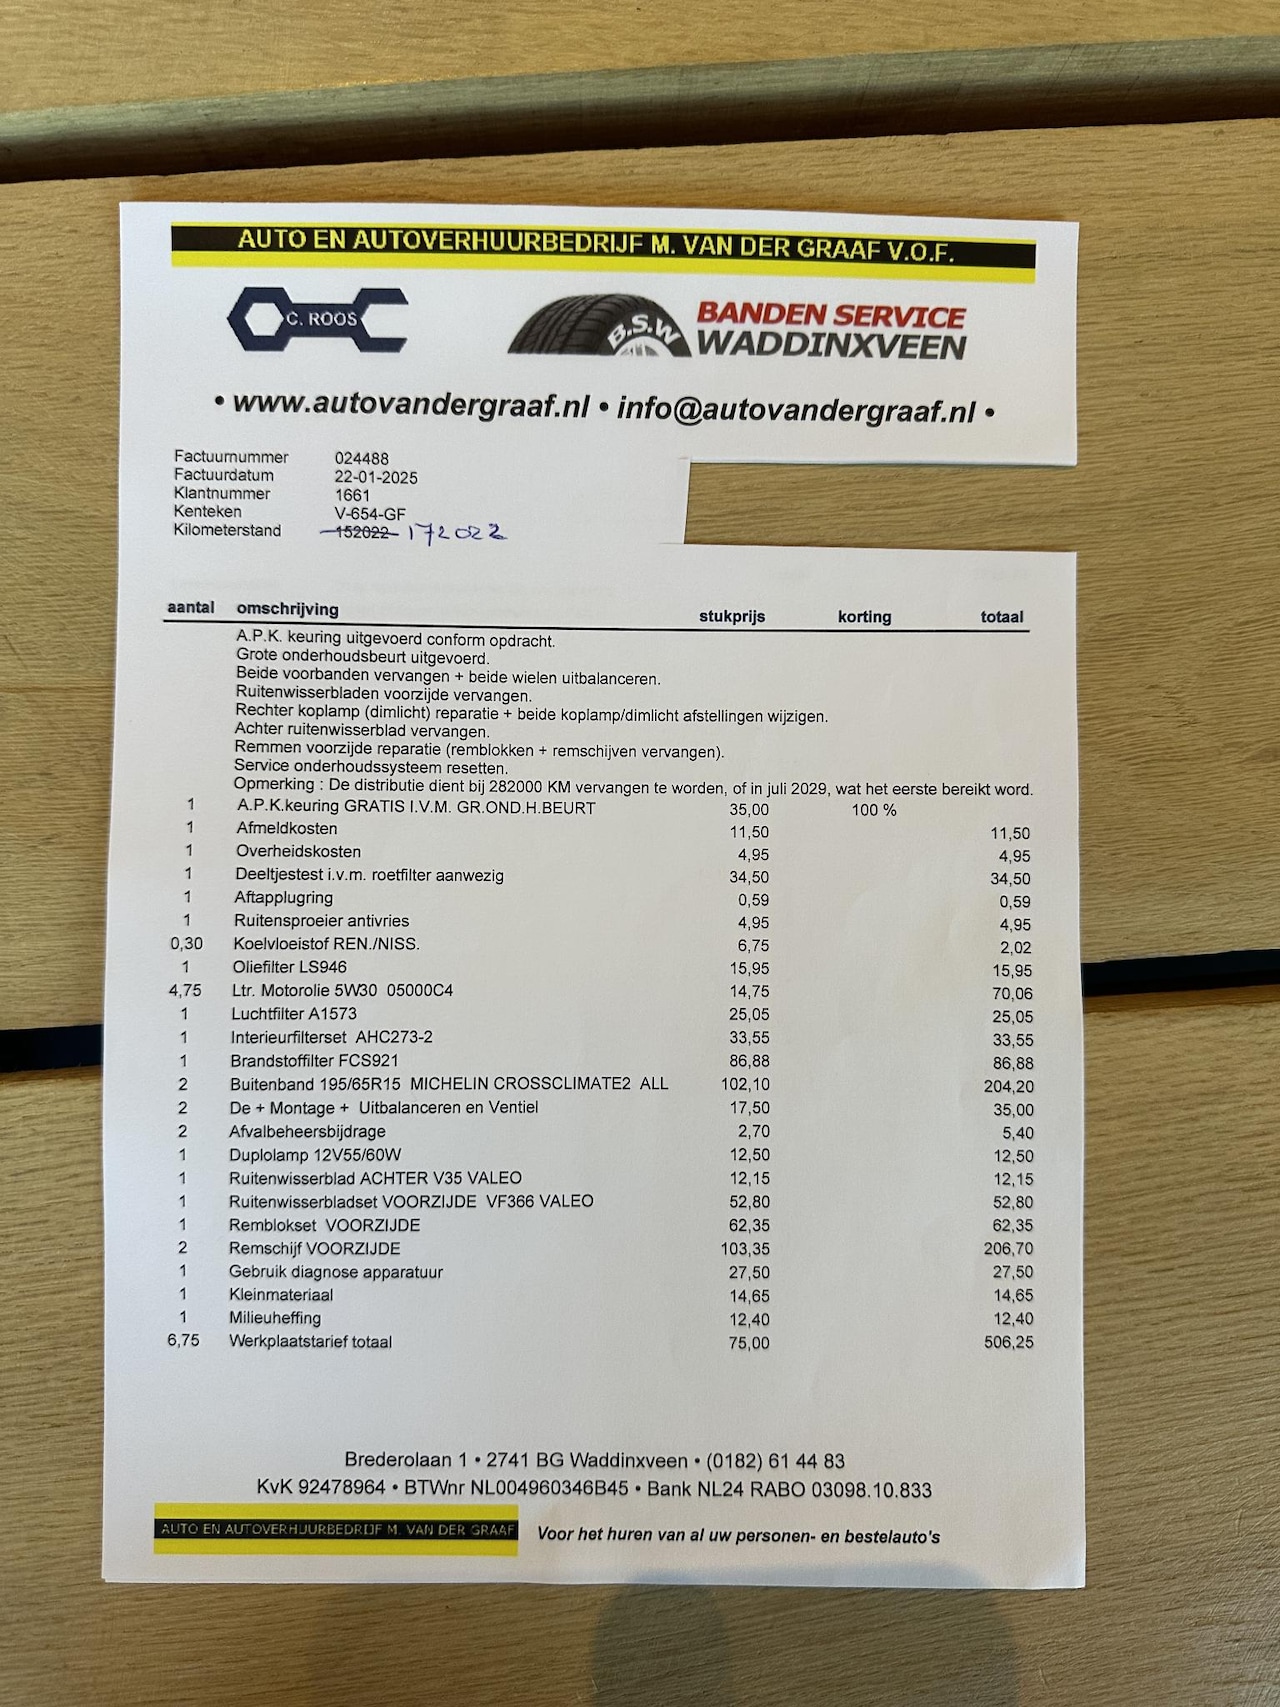 AUTO EN AUTOVERHUURBEDRIJF M. VAN DER GRAAF V.O.F.
C. ROOS
B.S.W
BANDEN SERVICE
WADDINXVEEN
• www.autovandergraaf.nl • info@autovandergraaf.nl •
Factuurnummer 024488
Factuurdatum 22-01-2025
Klantnummer 1661
Kenteken V-654-GF
Kilometerstand 152022 172022
aantal omschrijving stukprijs korting totaal
A.P.K. keuring uitgevoerd conform opdracht.
Grote onderhoudsbeurt uitgevoerd.
Beide voorbanden vervangen + beide wielen uitbalanceren.
Ruitenwisserbladen voorzijde vervangen.
Rechter koplamp (dimlicht) reparatie + beide koplamp/dimlicht afstellingen wijzigen.
Achter ruitenwisserblad vervangen.
Remmen voorzijde reparatie (remblokken + remschijven vervangen).
Service onderhoudssysteem resetten.
Opmerking : De distributie dient bij 282000 KM vervangen te worden, of in juli 2029, wat het eerste bereikt word.
1 A.P.K.keuring GRATIS I.V.M. GR.OND.H.BEURT 35,00 100 %
1 Afmeldkosten 11,50 11,50
1 Overheidskosten 4,95 4,95
1 Deeltjestest i.v.m. roetfilter aanwezig 34,50 34,50
1 Aftapplugring 0,59 0,59
1 Ruitensproeier antivries 4,95 4,95
0,30 Koelvloeistof REN./NISS. 6,75 2,02
1 Oliefilter LS946 15,95 15,95
4,75 Ltr. Motorolie 5W30 05000C4 14,75 70,06
1 Luchtfilter A1573 25,05 25,05
1 Interieurfilterset AHC273-2 33,55 33,55
1 Brandstoffilter FCS921 86,88 86,88
2 Buitenband 195/65R15 MICHELIN CROSSCLIMATE2 ALL 102,10 204,20
2 De + Montage + Uitbalanceren en Ventiel 17,50 35,00
2 Afvalbeheersbijdrage 2,70 5,40
1 Duplolamp 12V55/60W 12,50 12,50
1 Ruitenwisserblad ACHTER V35 VALEO 12,15 12,15
1 Ruitenwisserbladset VOORZIJDE VF366 VALEO 52,80 52,80
1 Remblokset VOORZIJDE 62,35 62,35
2 Remschijf VOORZIJDE 103,35 206,70
1 Gebruik diagnose apparatuur 27,50 27,50
1 Kleinmateriaal 14,65 14,65
1 Milieuheffing 12,40 12,40
6,75 Werkplaatstarief totaal 75,00 506,25
Brederolaan 1 • 2741 BG Waddinxveen • (0182) 61 44 83
KvK 92478964 • BTWnr NL004960346B45 • Bank NL24 RABO 03098.10.833
AUTO EN AUTOVERHUURBEDRIJF M. VAN DER GRAAF
Voor het huren van al uw personen- en bestelauto's